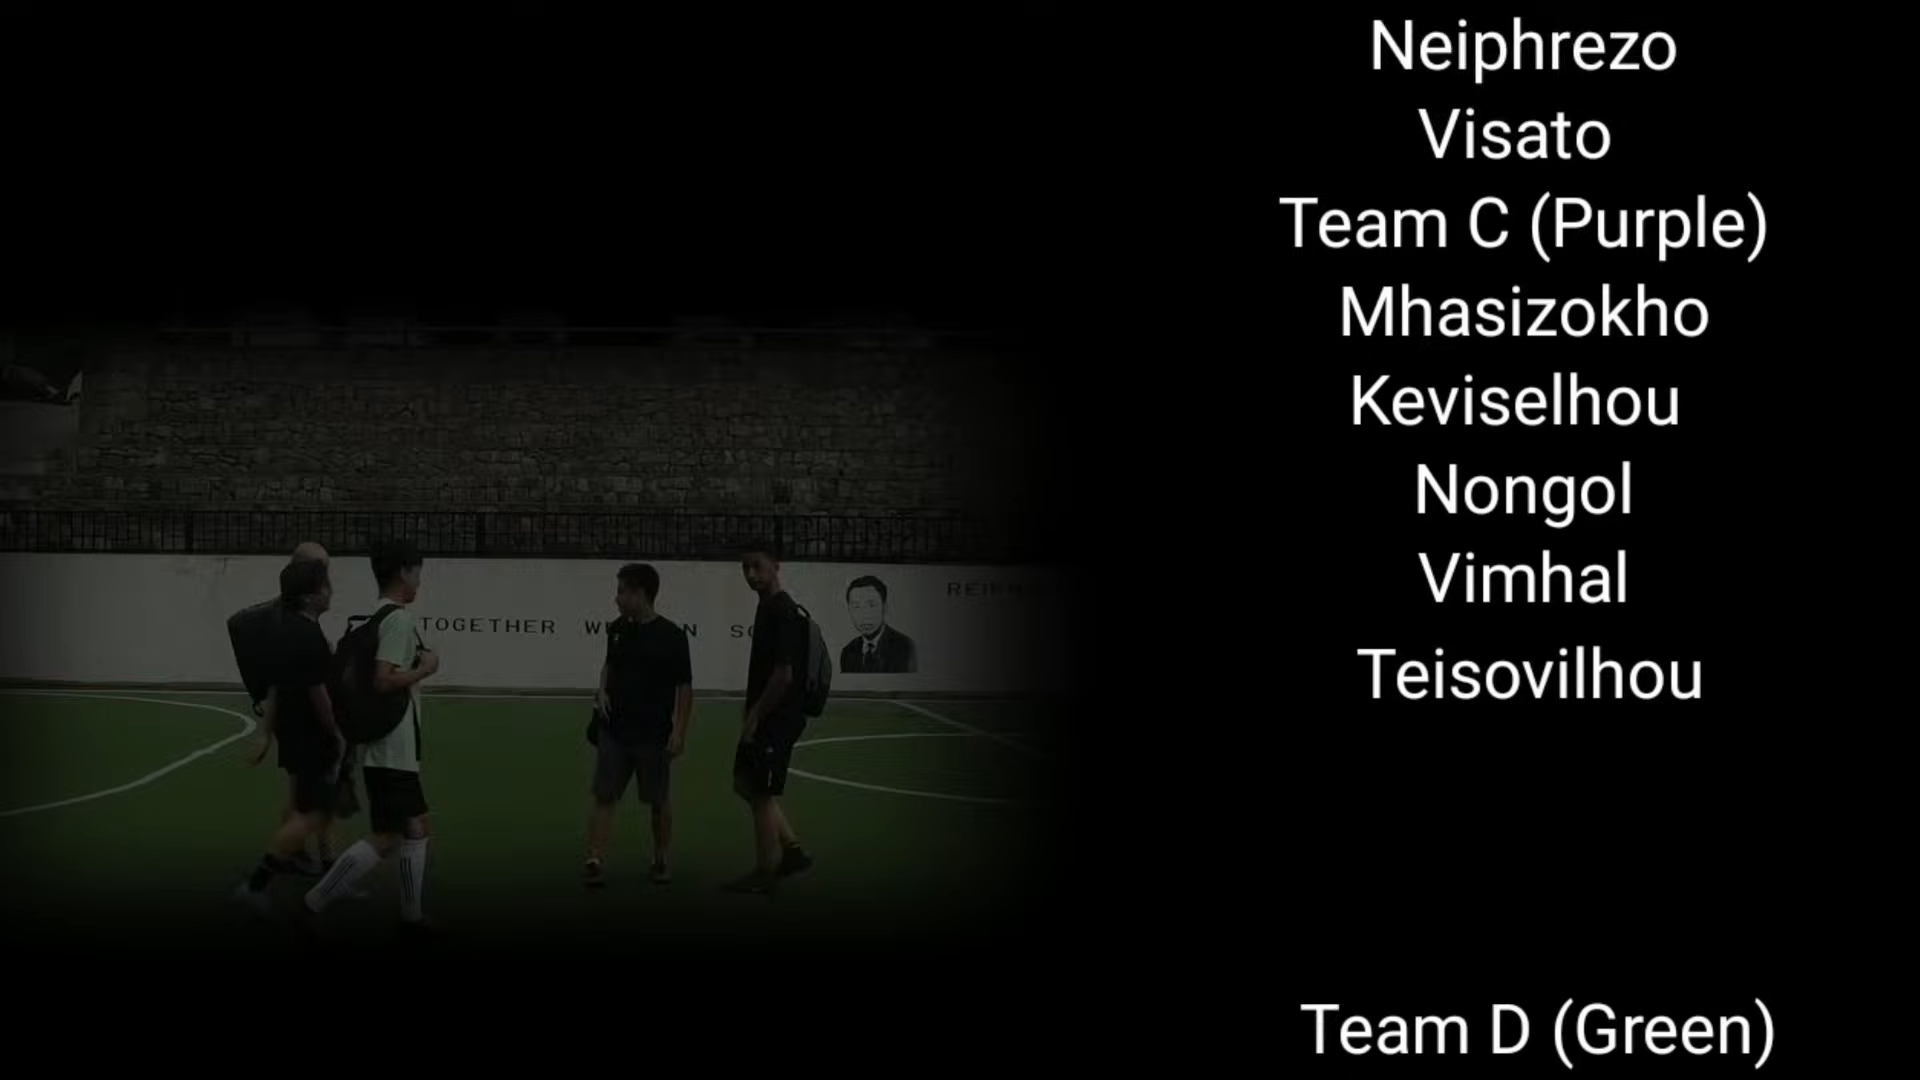 Neiphrezo
Visato
Team C (Purple)
Mhasizokho
Keviselhou
Nongol
Vimhal
Teisovilhou
Team D (Green)
TOGETHER